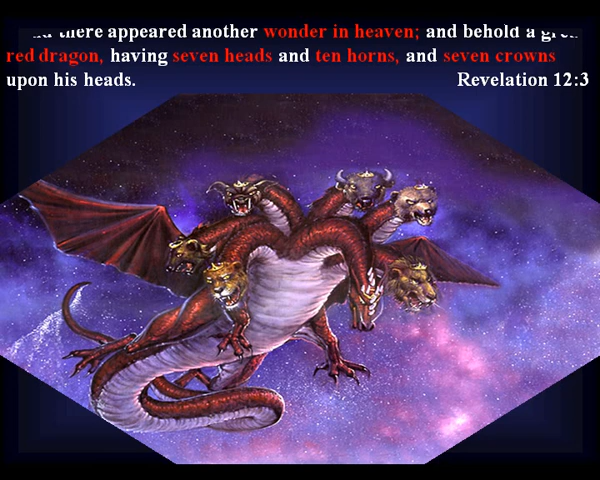 there appeared another wonder in heaven; and behold a
red dragon, having seven heads and ten horns, and seven crowns
upon his heads. Revelation 12:3